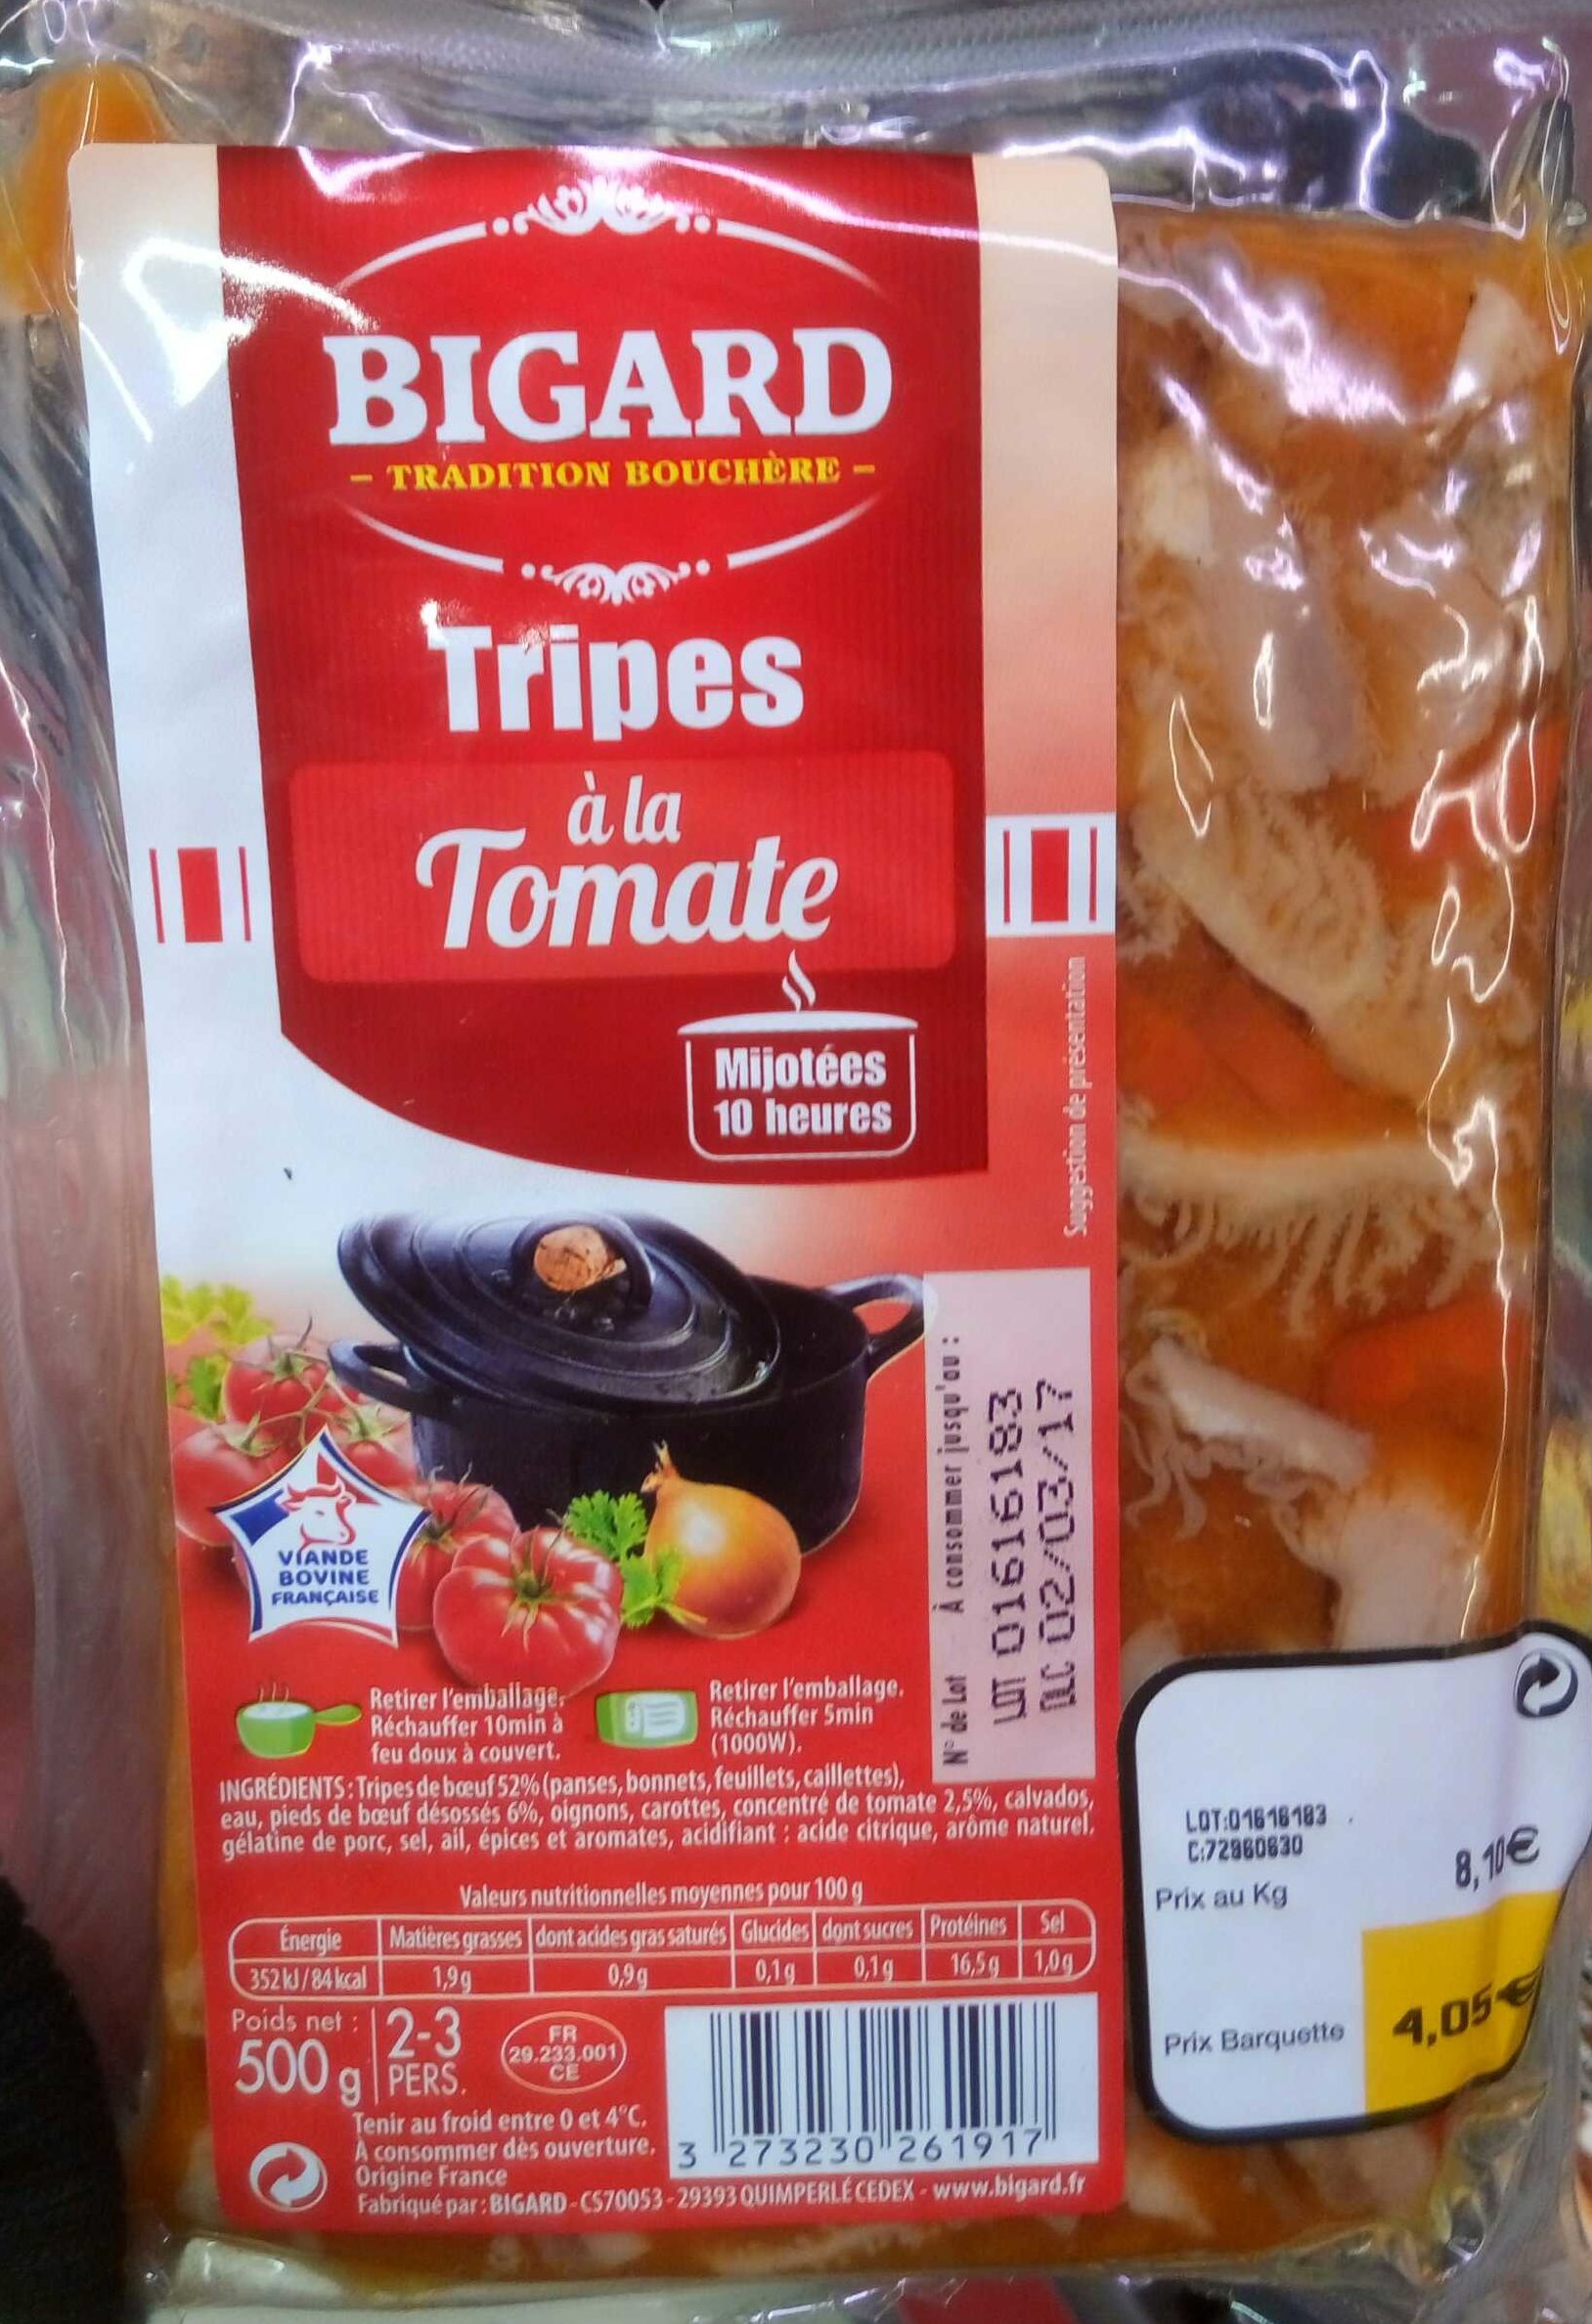 BIGARD
– TRADITION BOUCHÈRE –
Tripes
à la
Tomate
Mijotées
10 heures
Suggestion de présentation
VIANDE
BOVINE
FRANÇAISE
Retirer l'emballage.
Réchauffer 10min à
feu doux à couvert.
Retirer l'emballage.
Réchauffer 5min
(1000W).
N° de Lot - À consommer jusqu'au :
LOT 01616183
DLC 02/03/17
INGRÉDIENTS : Tripes de bœuf 52% (panses, bonnets, feuillets, caillettes),
eau, pieds de bœuf désossés 6%, oignons, carottes, concentré de tomate 2,5%, calvados,
gélatine de porc, sel, ail, épices et aromates, acidifiant : acide citrique, arôme naturel.
Valeurs nutritionnelles moyennes pour 100 g
Énergie Matières grasses dont acides gras saturés Glucides dont sucres Protéines Sel
352 kJ / 84 kcal 1,9 g 0,9 g 0,1 g 0,1 g 16,5 g 1,0 g
Poids net :
500 g
2-3
PERS.
FR
29.233.001
CE
Tenir au froid entre 0 et 4°C.
À consommer dès ouverture.
Origine France
Fabriqué par : BIGARD - CS70053 - 29393 QUIMPERLÉ CEDEX - www.bigard.fr
3 273230 261917
LOT:01616183
C:72960630
Prix au Kg
8,10€
Prix Barquette
4,05€